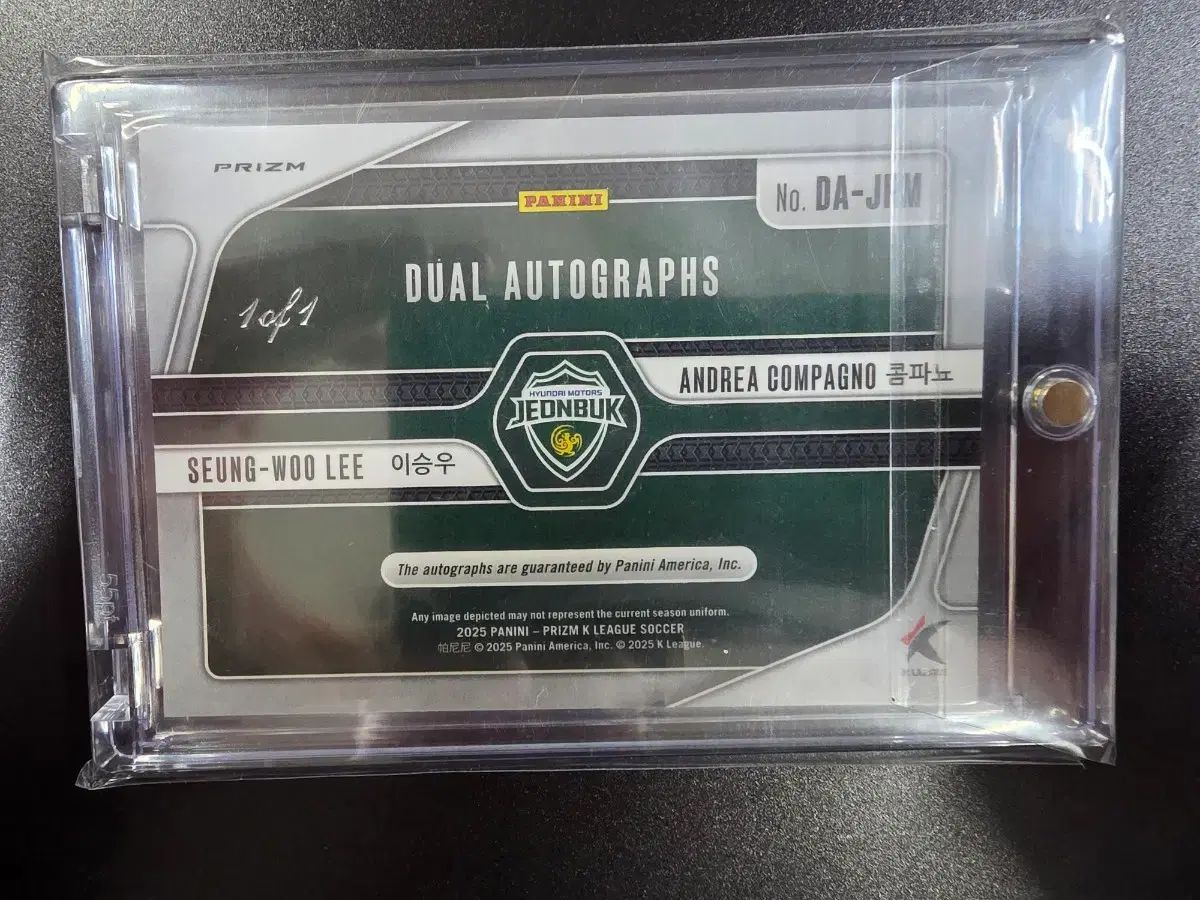 PRIZM
PANINI
No. DA-JHM
DUAL AUTOGRAPHS
1 of 1
ANDREA COMPAGNO 콤파뇨
HYUNDAI MOTORS
JEONBUK
SEUNG-WOO LEE 이승우
The autographs are guaranteed by Panini America, Inc.
Any image depicted may not represent the current season uniform.
2025 PANINI – PRIZM K LEAGUE SOCCER
帕尼尼 © 2025 Panini America, Inc. © 2025 K League.
K LEAGUE